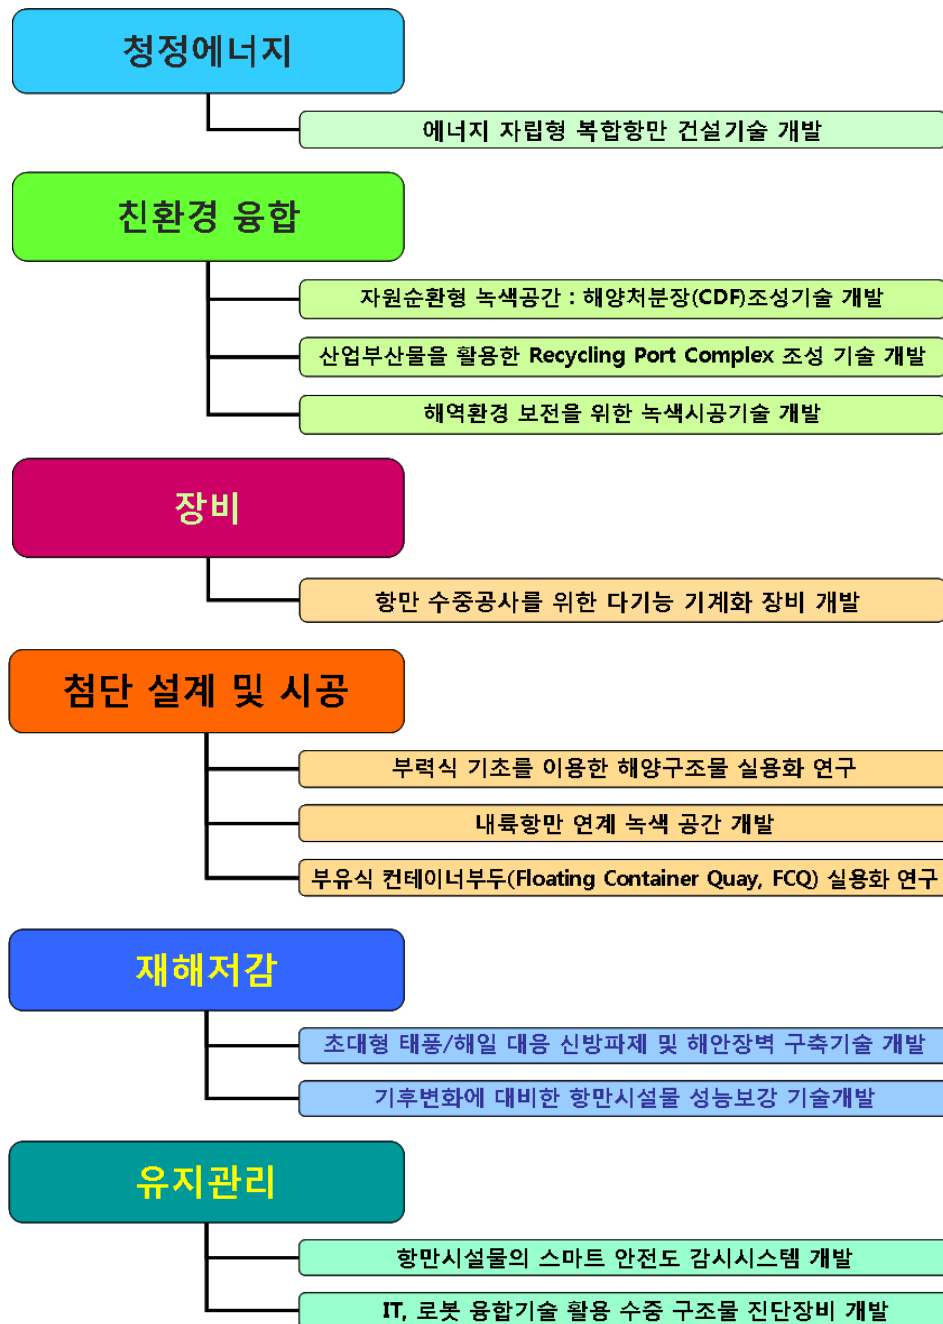 청정에너지
에너지 자립형 복합항만 건설기술 개발
친환경 융합
자원순환형 녹색공간 : 해양처분장(CDF)조성기술 개발
산업부산물을 활용한 Recycling Port Complex 조성 기술 개발
해역환경 보전을 위한 녹색시공기술 개발
장비
항만 수중공사를 위한 다기능 기계화 장비 개발
첨단 설계 및 시공
부력식 기초를 이용한 해양구조물 실용화 연구
내륙항만 연계 녹색 공간 개발
부유식 컨테이너부두(Floating Container Quay, FCQ) 실용화 연구
재해저감
초대형 태풍/해일 대응 신방파제 및 해안장벽 구축기술 개발
기후변화에 대비한 항만시설물 성능보강 기술개발
유지관리
항만시설물의 스마트 안전도 감시시스템 개발
IT, 로봇 융합기술 활용 수중 구조물 진단장비 개발